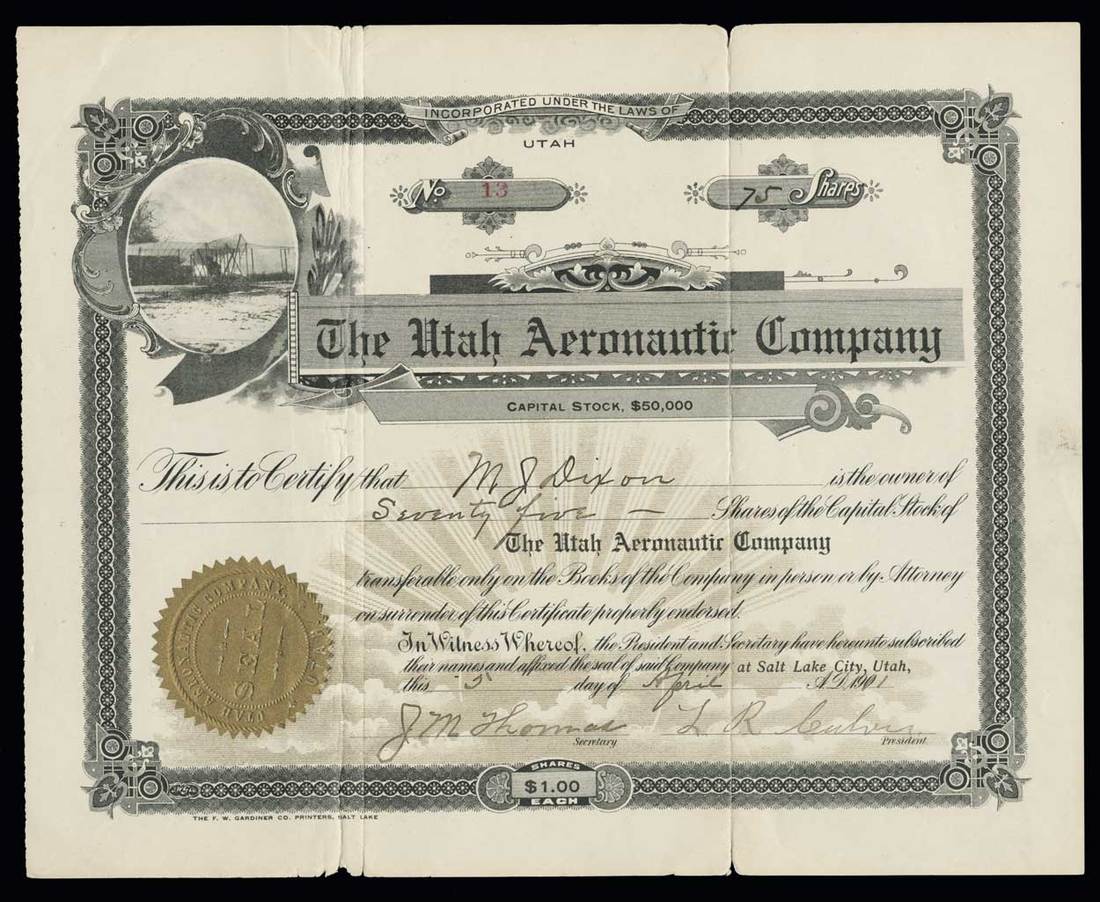 INCORPORATED UNDER THE LAWS OF
UTAH
No. 13
75 Shares
The Utah Aeronautic Company
CAPITAL STOCK, $50,000
This is to Certify that M J Dixon is the owner of
Seventy five — Shares of the Capital Stock of
The Utah Aeronautic Company
transferable only on the Books of the Company in person or by Attorney
on surrender of this Certificate properly endorsed.
In Witness Whereof, the President and Secretary have hereunto subscribed
their names and affixed the seal of said Company at Salt Lake City, Utah,
this 3 day of April A.D. 1911
J M Thomas L R
Secretary President
UTAH AERONAUTIC COMPANY
SEAL
SHARES
$1.00
EACH
THE F. W. GARDINER CO. PRINTERS, SALT LAKE